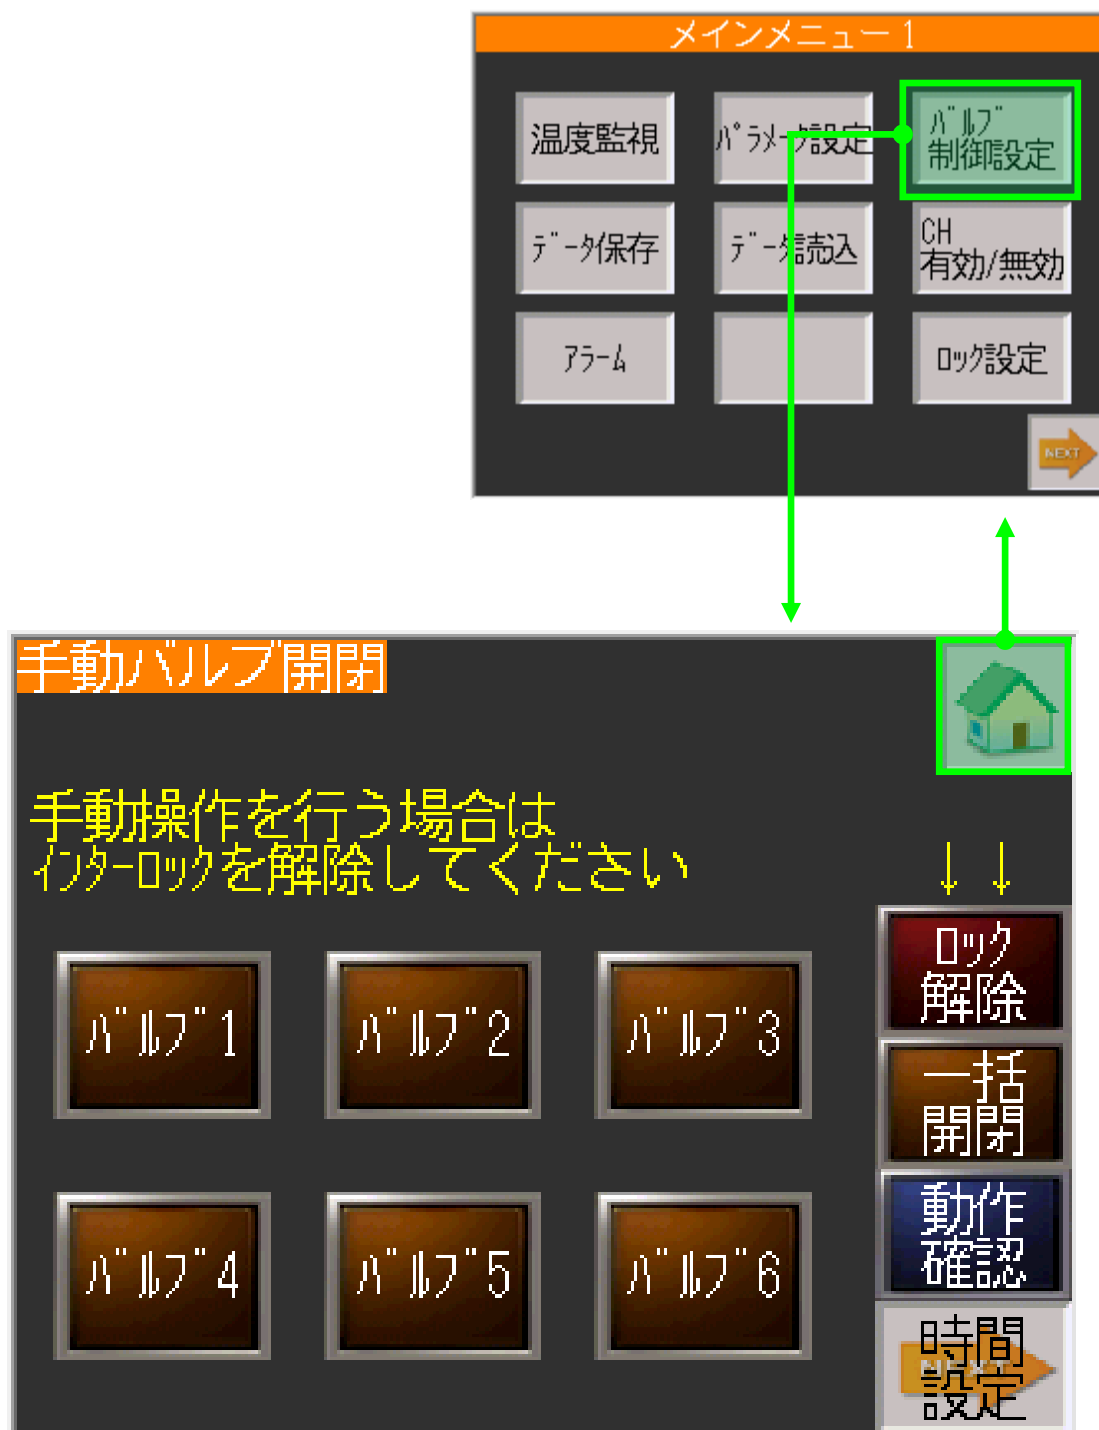 メインメニュー1
温度監視
ﾊﾟﾗﾒｰﾀ設定
ﾊﾞﾙﾌﾞ
制御設定
ﾃﾞｰﾀ保存
ﾃﾞｰﾀ読込
CH
有効/無効
ｱﾗｰﾑ
ﾛｯｸ設定
NEXT
手動バルブ開閉
手動操作を行う場合は
ｲﾝﾀｰﾛｯｸを解除してください
↓↓
ﾊﾞﾙﾌﾞ1
ﾊﾞﾙﾌﾞ2
ﾊﾞﾙﾌﾞ3
ﾛｯｸ
解除
一括
開閉
ﾊﾞﾙﾌﾞ4
ﾊﾞﾙﾌﾞ5
ﾊﾞﾙﾌﾞ6
動作
確認
NEXT
時間
設定